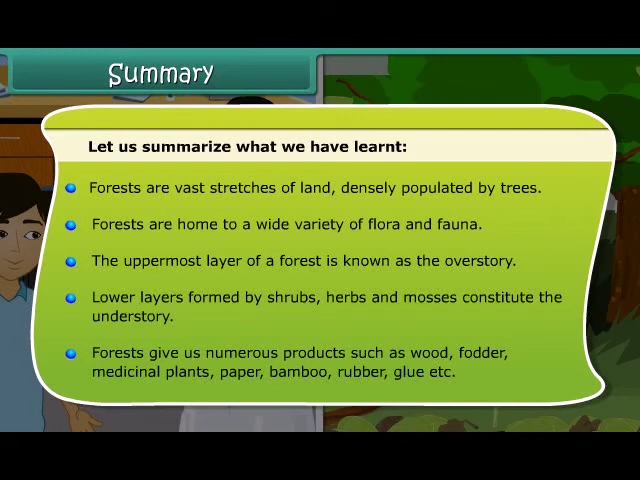 Summary
Let us summarize what we have learnt:
Forests are vast stretches of land, densely populated by trees.
Forests are home to a wide variety of flora and fauna.
The uppermost layer of a forest is known as the overstory.
Lower layers formed by shrubs, herbs and mosses constitute the
understory.
Forests give us numerous products such as wood, fodder,
medicinal plants, paper, bamboo, rubber, glue etc.